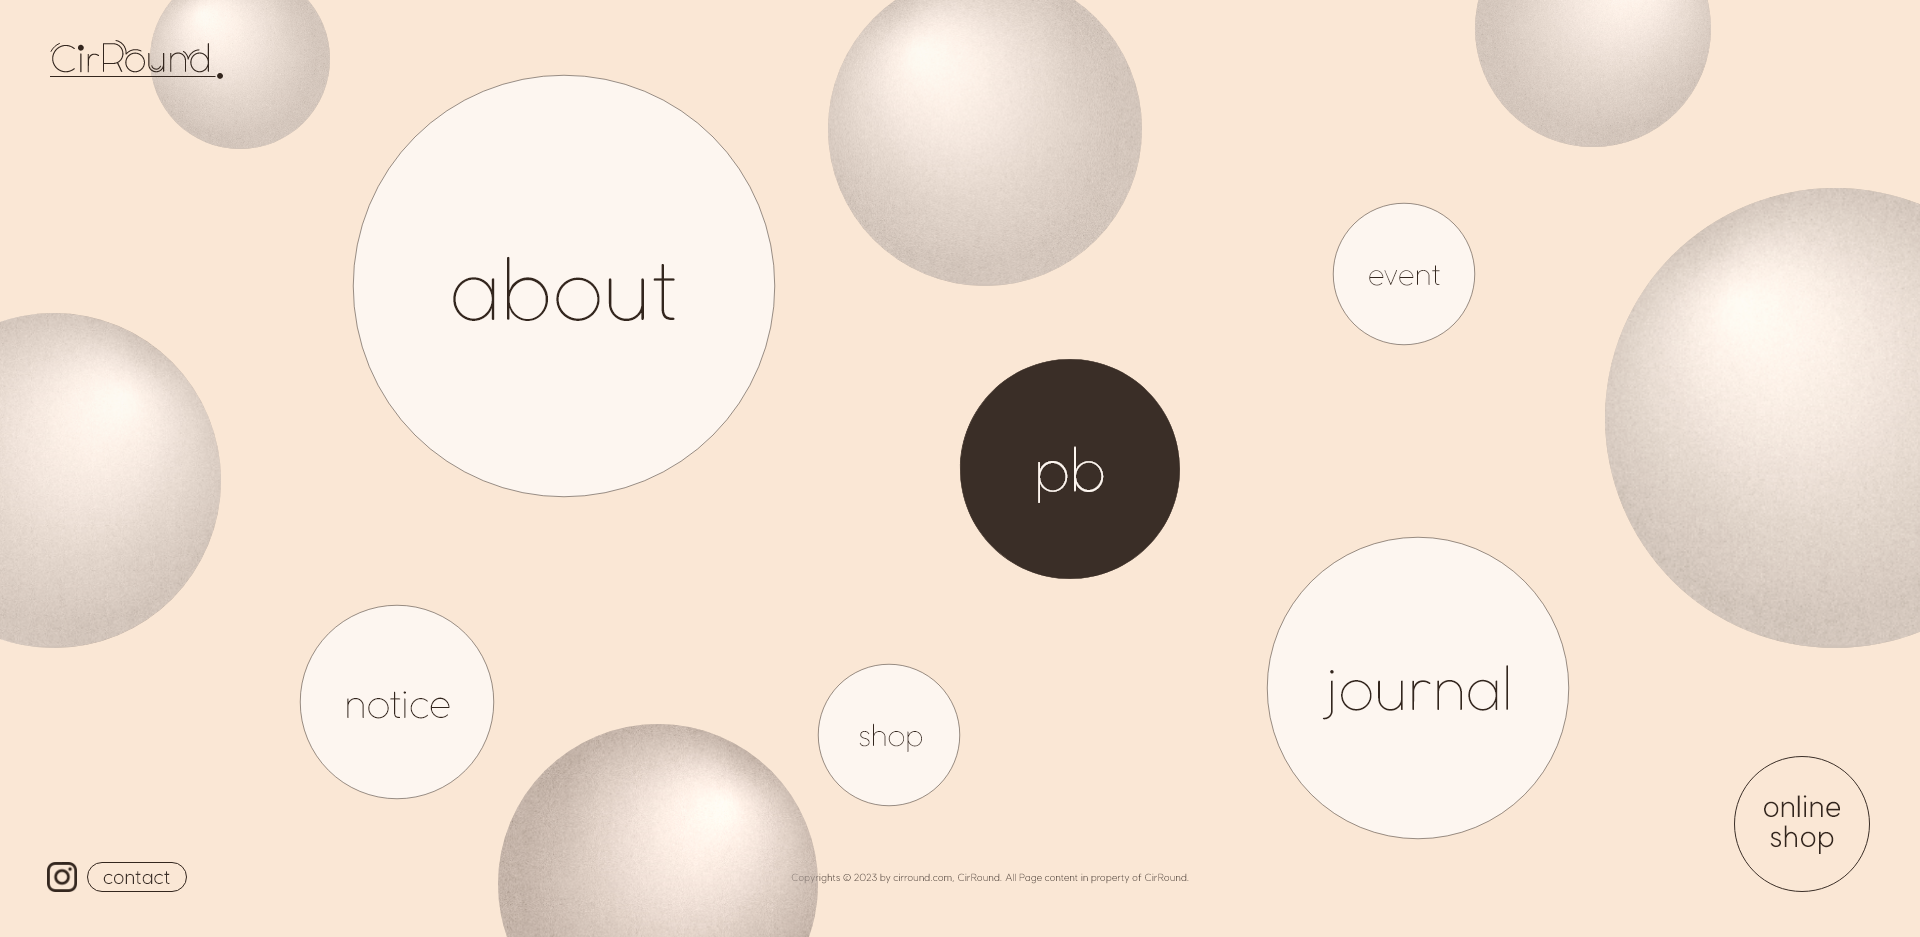 CirRound.
about
event
pb
journal
notice
shop
online
shop
contact
Copyrights © 2023 by cirround.com, CirRound. All Page content in property of CirRound.